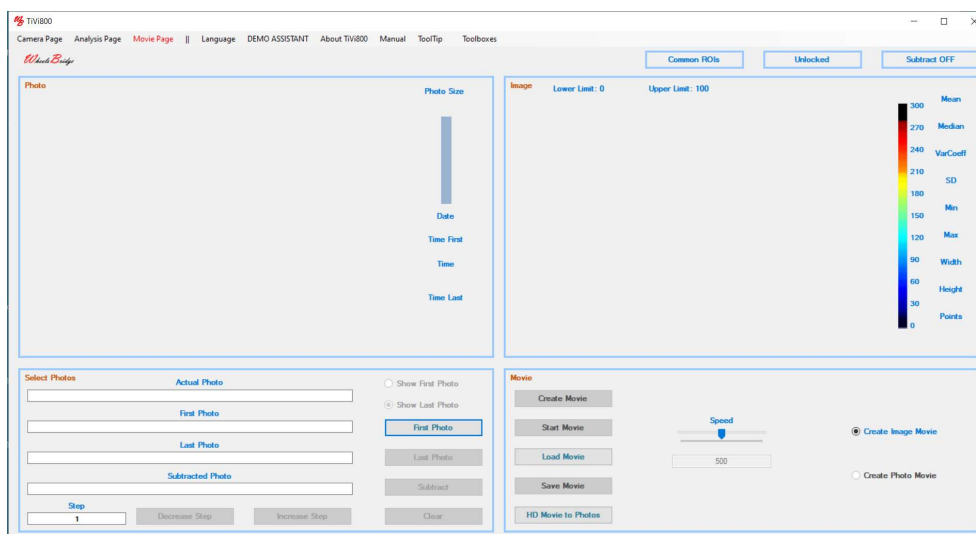 TiVi800
Camera Page Analysis Page Movie Page || Language DEMO ASSISTANT About TiVi800 Manual ToolTip Toolboxes
WheelsBridge
Common ROIs Unlocked Subtract OFF
Photo
Photo Size
Date
Time First
Time
Time Last
Image Lower Limit: 0 Upper Limit: 100
300
270
240
210
180
150
120
90
60
30
0
Mean
Median
VarCoeff
SD
Min
Max
Width
Height
Points
Select Photos
Actual Photo
First Photo
Last Photo
Subtracted Photo
Step
1
Decrease Step Increase Step
Show First Photo
Show Last Photo
First Photo
Last Photo
Subtract
Clear
Movie
Create Movie
Start Movie
Load Movie
Save Movie
HD Movie to Photos
Speed
500
Create Image Movie
Create Photo Movie